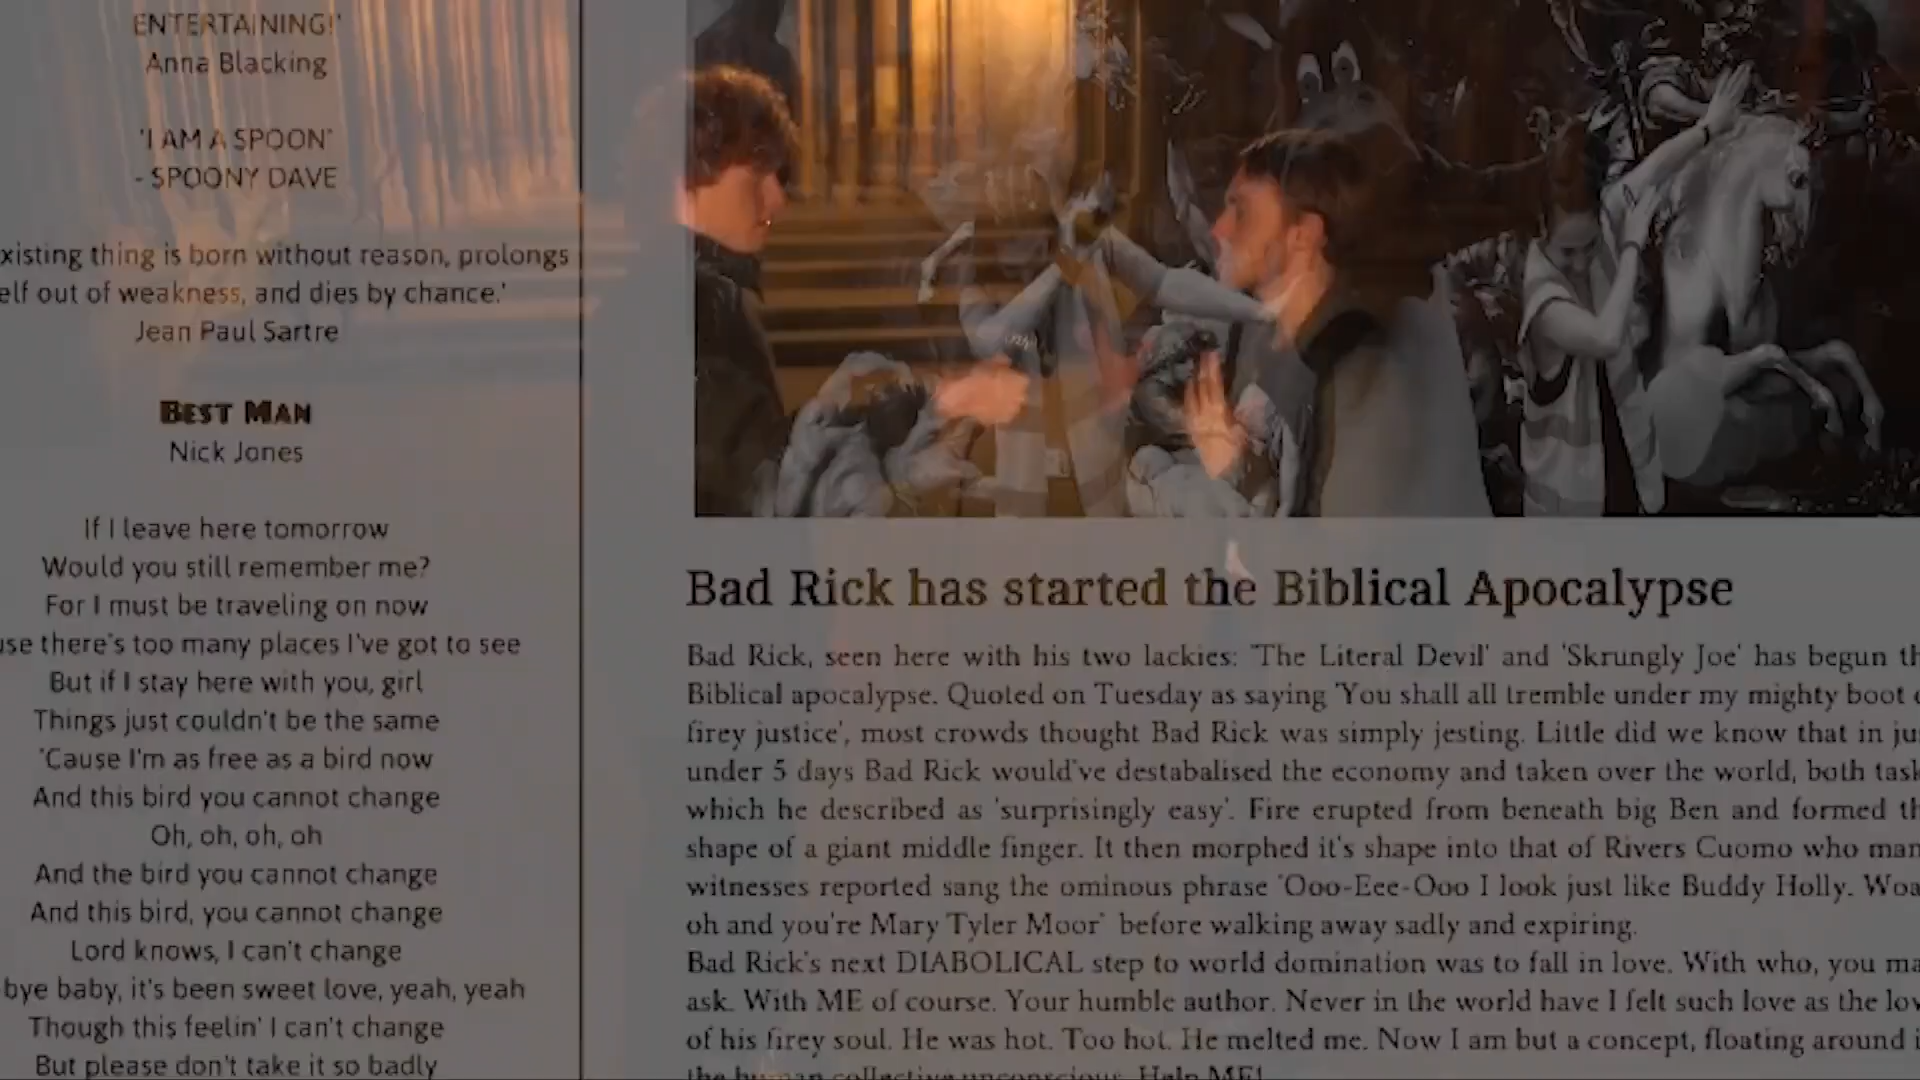 ENTERTAINING!'
Anna Blacking
'I AM A SPOON'
- SPOONY DAVE
xisting thing is born without reason, prolongs
elf out of weakness, and dies by chance.'
Jean Paul Sartre
BEST MAN
Nick Jones
If I leave here tomorrow
Would you still remember me?
For I must be traveling on now
use there's too many places I've got to see
But if I stay here with you, girl
Things just couldn't be the same
'Cause I'm as free as a bird now
And this bird you cannot change
Oh, oh, oh, oh
And the bird you cannot change
And this bird, you cannot change
Lord knows, I can't change
bye baby, it's been sweet love, yeah, yeah
Though this feelin' I can't change
But please don't take it so badly
Bad Rick has started the Biblical Apocalypse
Bad Rick, seen here with his two lackies: 'The Literal Devil' and 'Skrungly Joe' has begun th
Biblical apocalypse. Quoted on Tuesday as saying 'You shall all tremble under my mighty boot o
firey justice', most crowds thought Bad Rick was simply jesting. Little did we know that in ju
under 5 days Bad Rick would've destabalised the economy and taken over the world, both task
which he described as 'surprisingly easy'. Fire erupted from beneath big Ben and formed th
shape of a giant middle finger. It then morphed it's shape into that of Rivers Cuomo who man
witnesses reported sang the ominous phrase 'Ooo-Eee-Ooo I look just like Buddy Holly. Woa
oh and you're Mary Tyler Moor' before walking away sadly and expiring.
Bad Rick's next DIABOLICAL step to world domination was to fall in love. With who, you ma
ask. With ME of course. Your humble author. Never in the world have I felt such love as the lov
of his firey soul. He was hot. Too hot. He melted me. Now I am but a concept, floating around i
the human collective unconscious. Help ME!